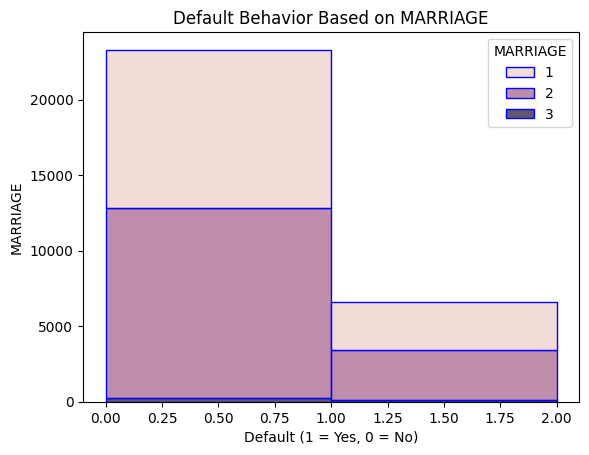 Default Behavior Based on MARRIAGE
MARRIAGE
1
2
3
20000
15000
10000
5000
0
MARRIAGE
0.00 0.25 0.50 0.75 1.00 1.25 1.50 1.75 2.00
Default (1 = Yes, 0 = No)